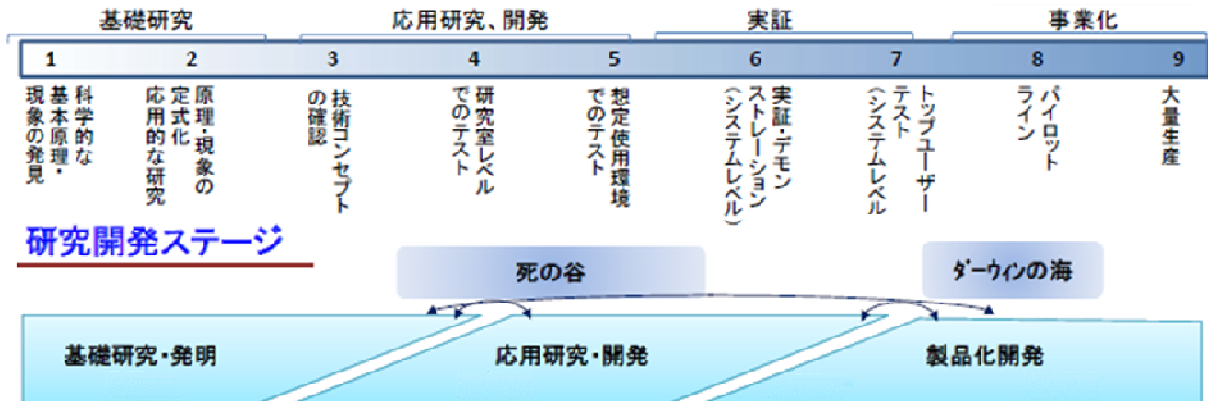 基礎研究
応用研究、開発
実証
事業化
1 2 3 4 5 6 7 8 9
科学的な
基本原理・
現象の発見
原理・現象の
定式化
応用的な研究
技術コンセプト
の確認
研究室レベル
でのテスト
想定使用環境
でのテスト
実証・デモン
ストレーション
(システムレベル)
トップユーザー
テスト
(システムレベル)
パイロット
ライン
大量生産
研究開発ステージ
死の谷
ダーウィンの海
基礎研究・発明
応用研究・開発
製品化開発